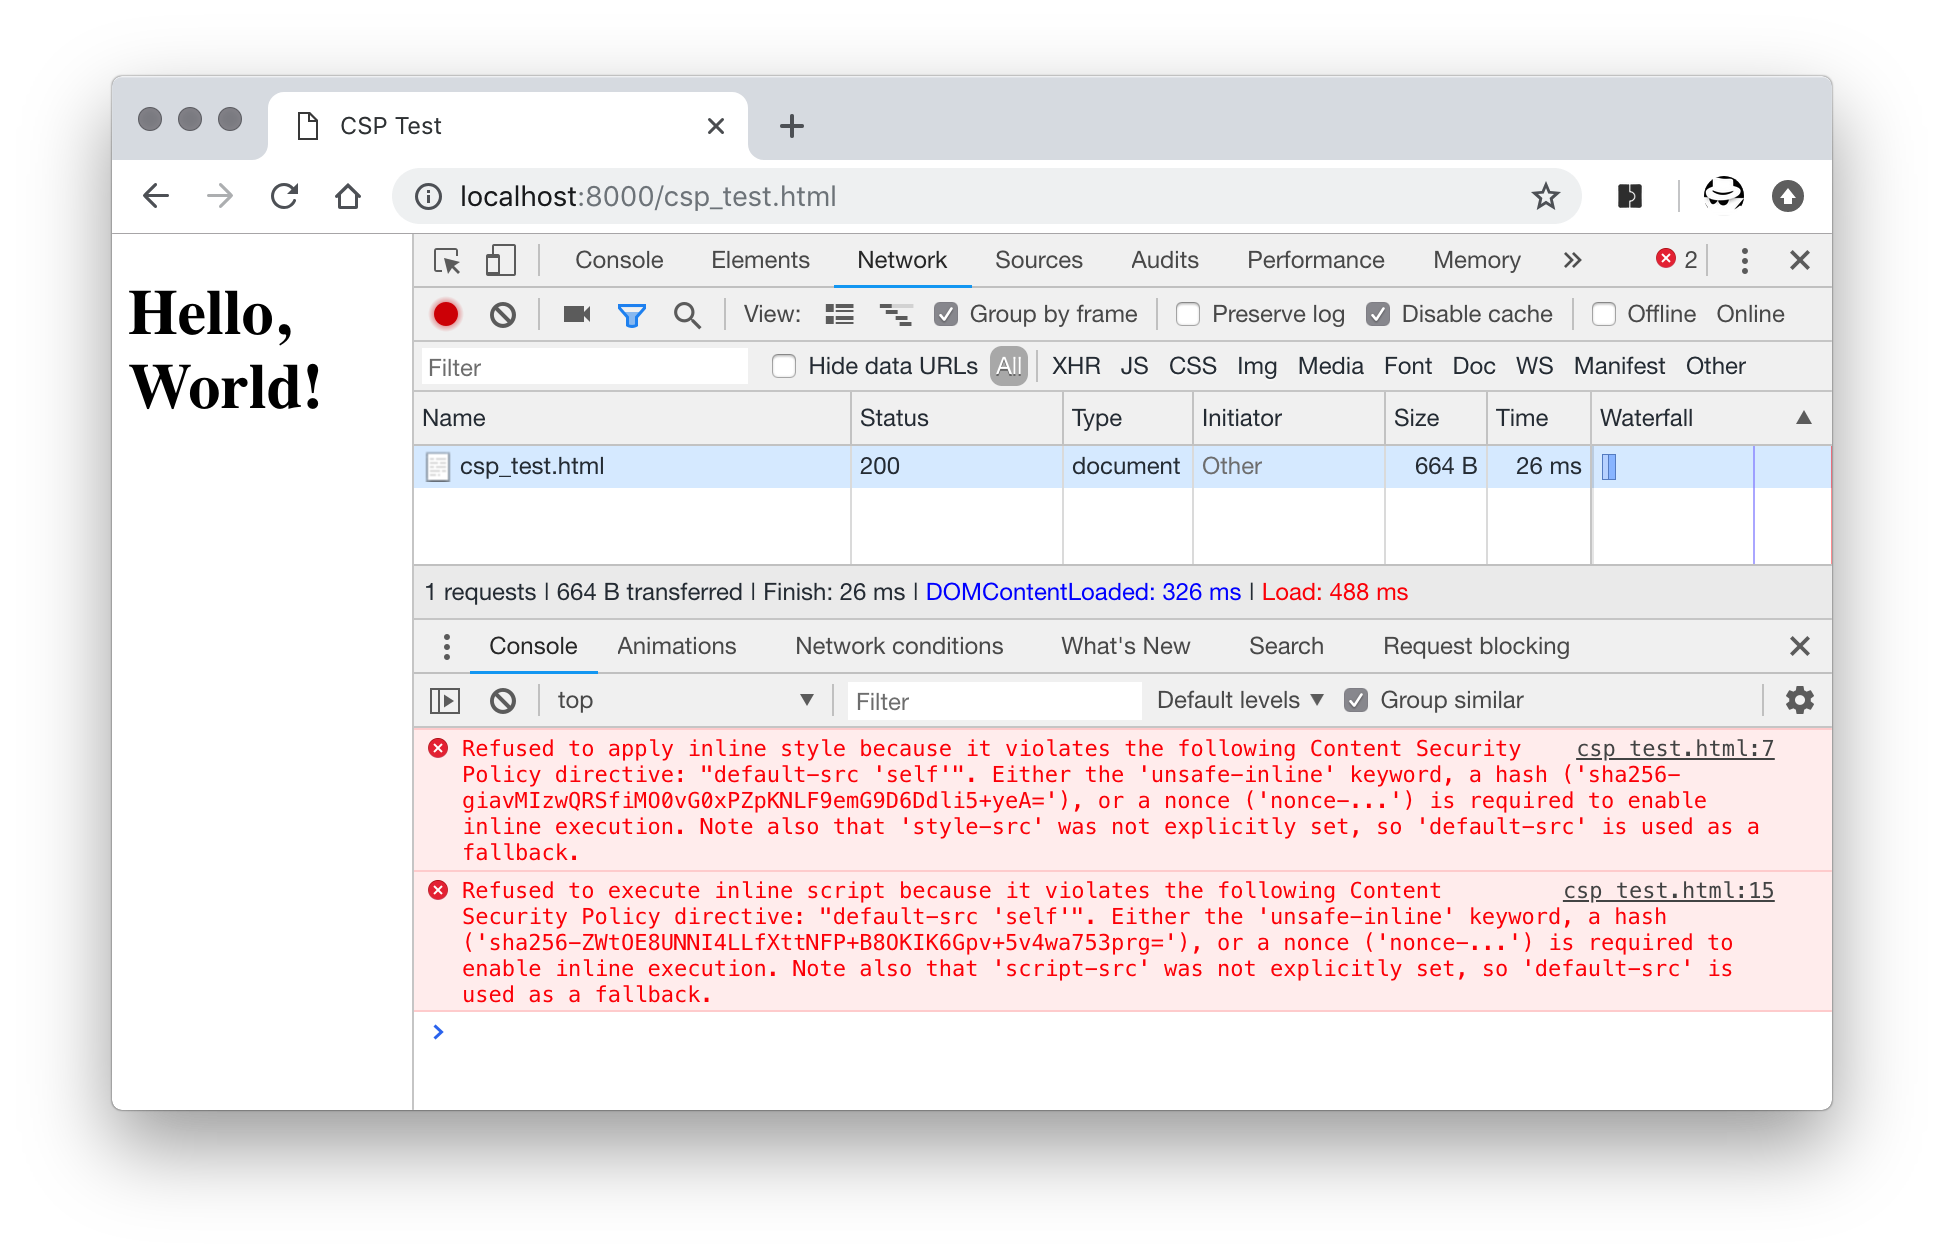 CSP Test
localhost:8000/csp_test.html
Hello,
World!
Console Elements Network Sources Audits Performance Memory 2
View: Group by frame Preserve log Disable cache Offline Online
Filter Hide data URLs All XHR JS CSS Img Media Font Doc WS Manifest Other
Name Status Type Initiator Size Time Waterfall
csp_test.html 200 document Other 664 B 26 ms
1 requests | 664 B transferred | Finish: 26 ms | DOMContentLoaded: 326 ms | Load: 488 ms
Console Animations Network conditions What's New Search Request blocking
top Filter Default levels Group similar
Refused to apply inline style because it violates the following Content Security csp_test.html:7
Policy directive: "default-src 'self'". Either the 'unsafe-inline' keyword, a hash ('sha256-
giavMIzwQRSfiMO0vG0xPZpKNLF9emG9D6Ddli5+yeA='), or a nonce ('nonce-...') is required to enable
inline execution. Note also that 'style-src' was not explicitly set, so 'default-src' is used as a
fallback.
Refused to execute inline script because it violates the following Content csp_test.html:15
Security Policy directive: "default-src 'self'". Either the 'unsafe-inline' keyword, a hash
('sha256-ZWtOE8UNNI4LLfXttNFP+B8OKIK6Gpv+5v4wa753prg='), or a nonce ('nonce-...') is required to
enable inline execution. Note also that 'script-src' was not explicitly set, so 'default-src' is
used as a fallback.